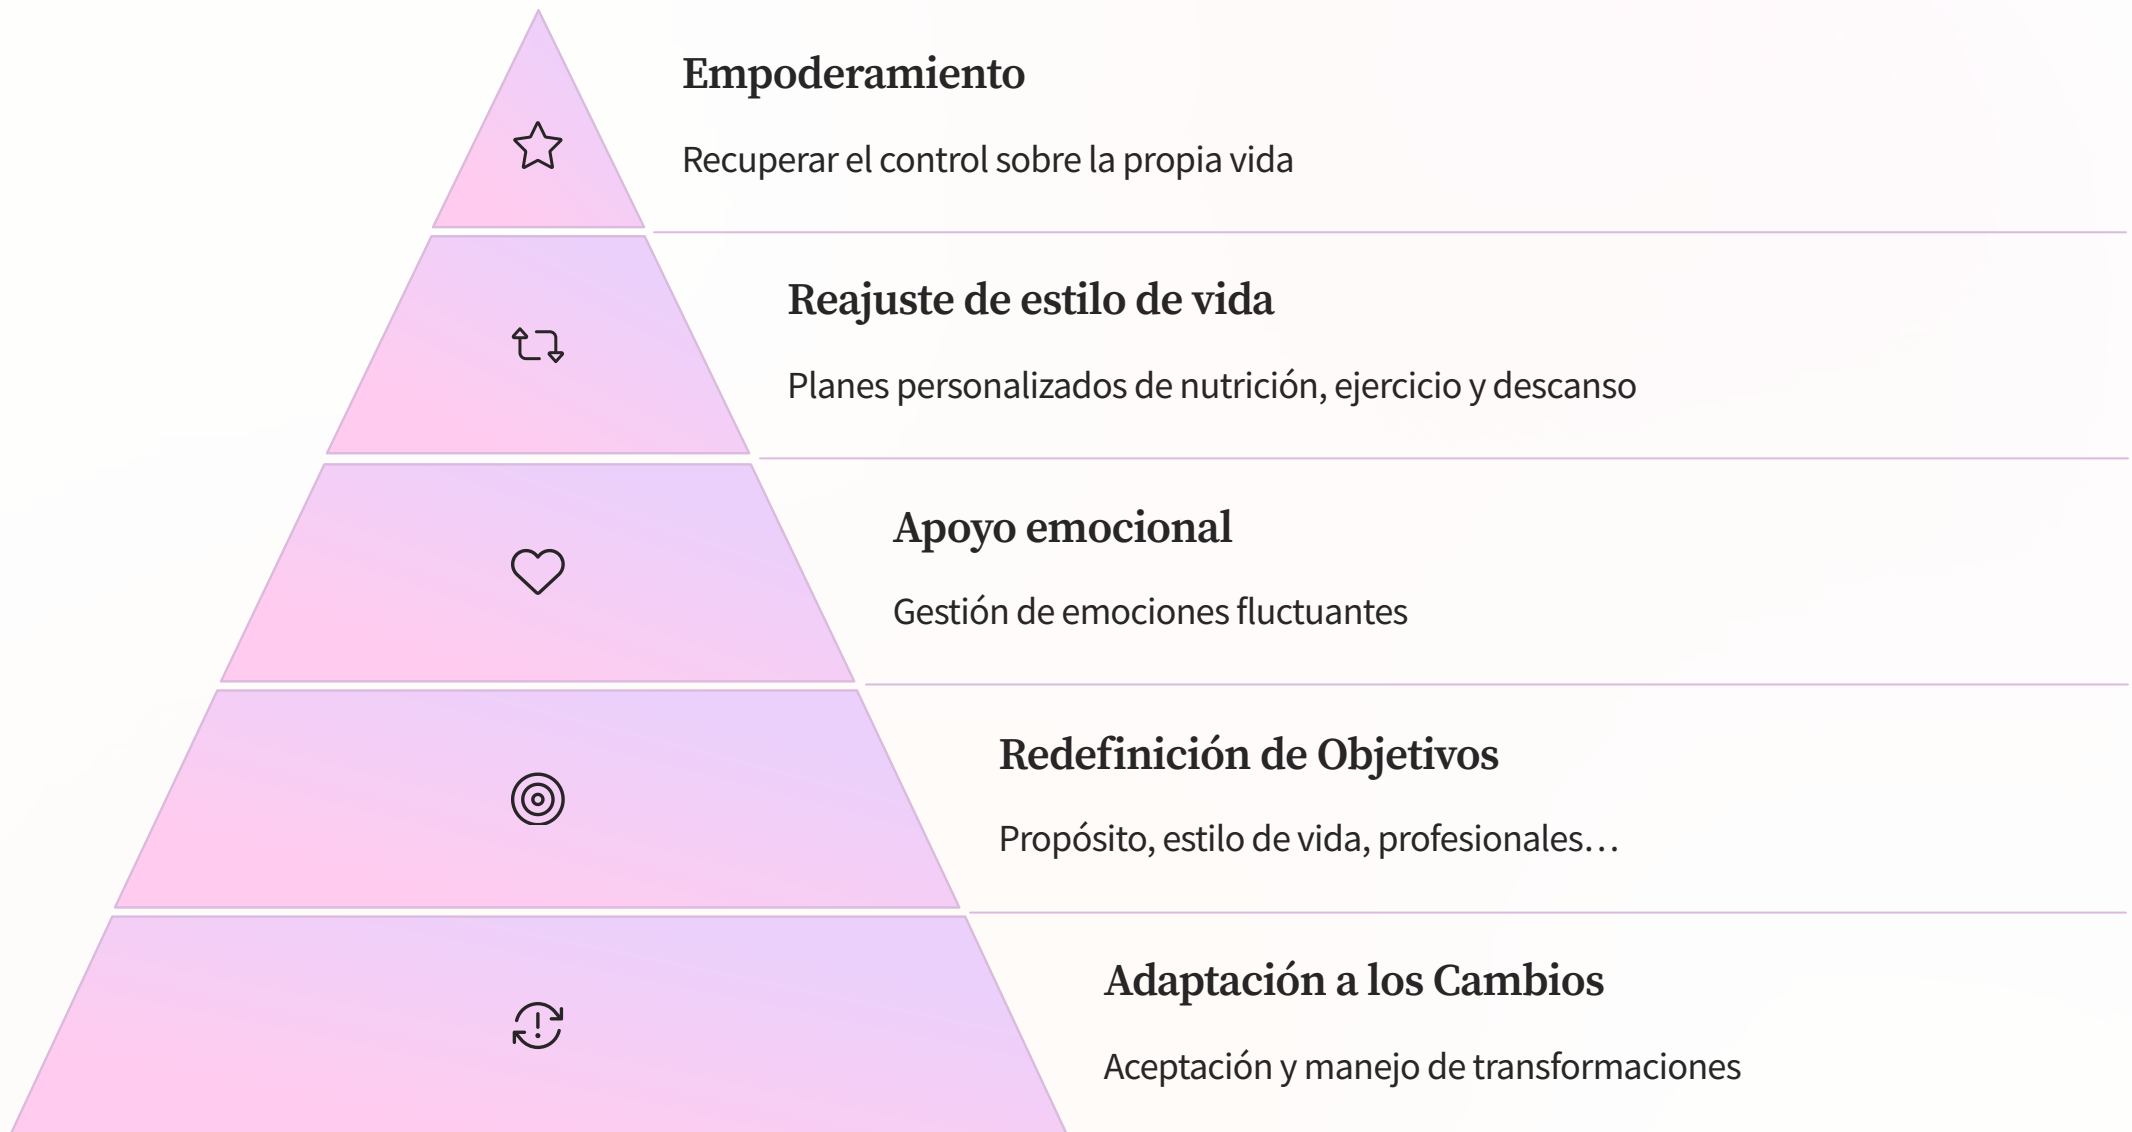 Empoderamiento
Recuperar el control sobre la propia vida
Reajuste de estilo de vida
Planes personalizados de nutrición, ejercicio y descanso
Apoyo emocional
Gestión de emociones fluctuantes
Redefinición de Objetivos
Propósito, estilo de vida, profesionales…
Adaptación a los Cambios
Aceptación y manejo de transformaciones